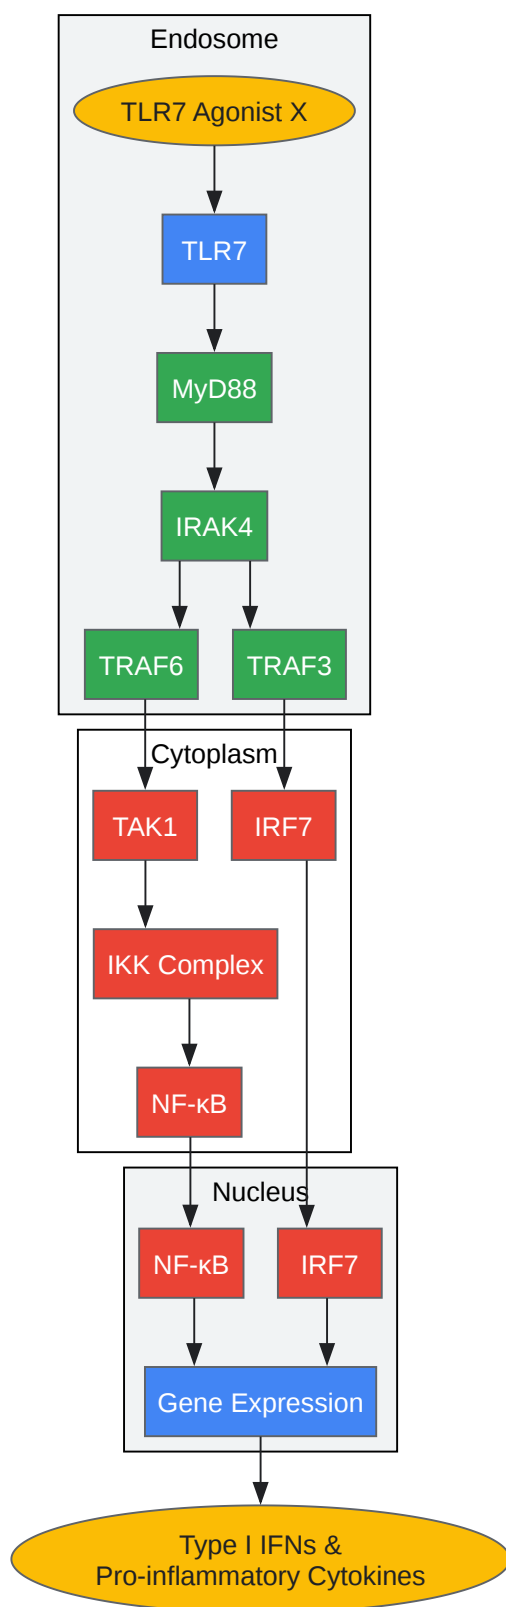 Endosome
TLR7 Agonist X
TLR7
MyD88
IRAK4
TRAF6
TRAF3
Cytoplasm
TAK1
IRF7
IKK Complex
NF-κB
Nucleus
NF-κB
IRF7
Gene Expression
Type I IFNs &
Pro-inflammatory Cytokines